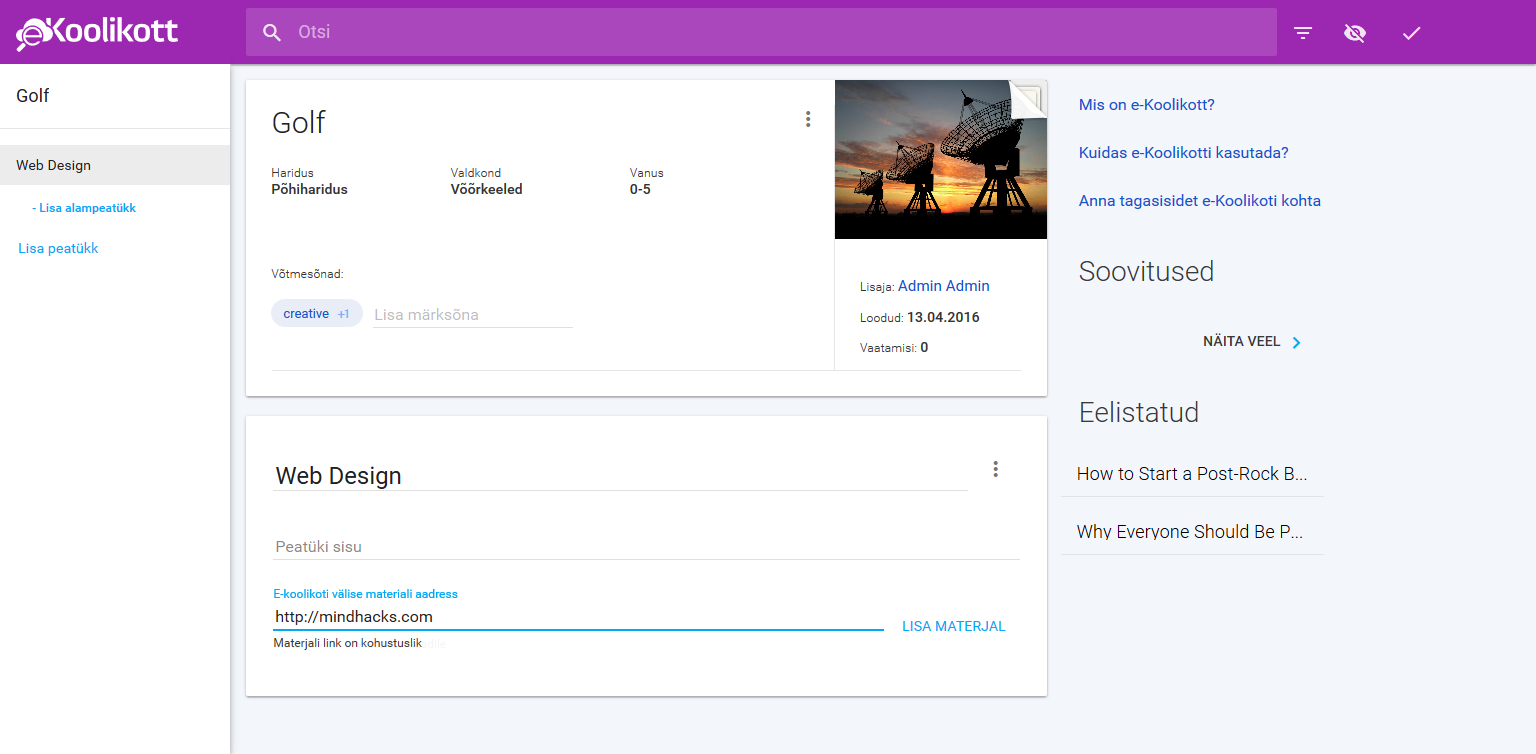 eKoolikott
Otsi
Golf
Web Design
- Lisa alampeatükk
Lisa peatükk
Golf
Haridus
Põhiharidus
Valdkond
Võõrkeeled
Vanus
0-5
Võtmesõnad:
creative +1
Lisa märksõna
Lisaja: Admin Admin
Loodud: 13.04.2016
Vaatamisi: 0
Web Design
Peatüki sisu
E-koolikoti välise materiali aadress
http://mindhacks.com
LISA MATERJAL
Materjali link on kohustuslik
Mis on e-Koolikott?
Kuidas e-Koolikotti kasutada?
Anna tagasisidet e-Koolikoti kohta
Soovitused
NÄITA VEEL
Eelistatud
How to Start a Post-Rock B...
Why Everyone Should Be P...